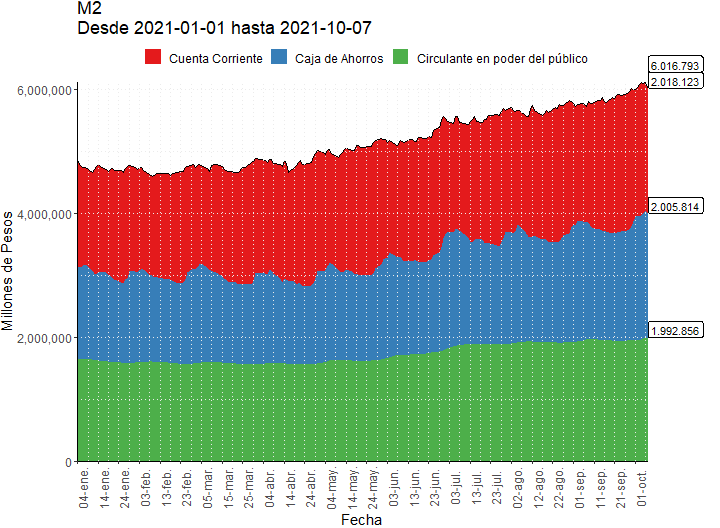 M2
Desde 2021-01-01 hasta 2021-10-07
Cuenta Corriente Caja de Ahorros Circulante en poder del público
6.016.793
2.018.123
2.005.814
1.992.856
6,000,000
4,000,000
2,000,000
0
Millones de Pesos
04-ene. 14-ene. 24-ene. 03-feb. 13-feb. 23-feb. 05-mar. 15-mar. 25-mar. 04-abr. 14-abr. 24-abr. 04-may. 14-may. 24-may. 03-jun. 13-jun. 23-jun. 03-jul. 13-jul. 23-jul. 02-ago. 12-ago. 22-ago. 01-sep. 11-sep. 21-sep. 01-oct.
Fecha